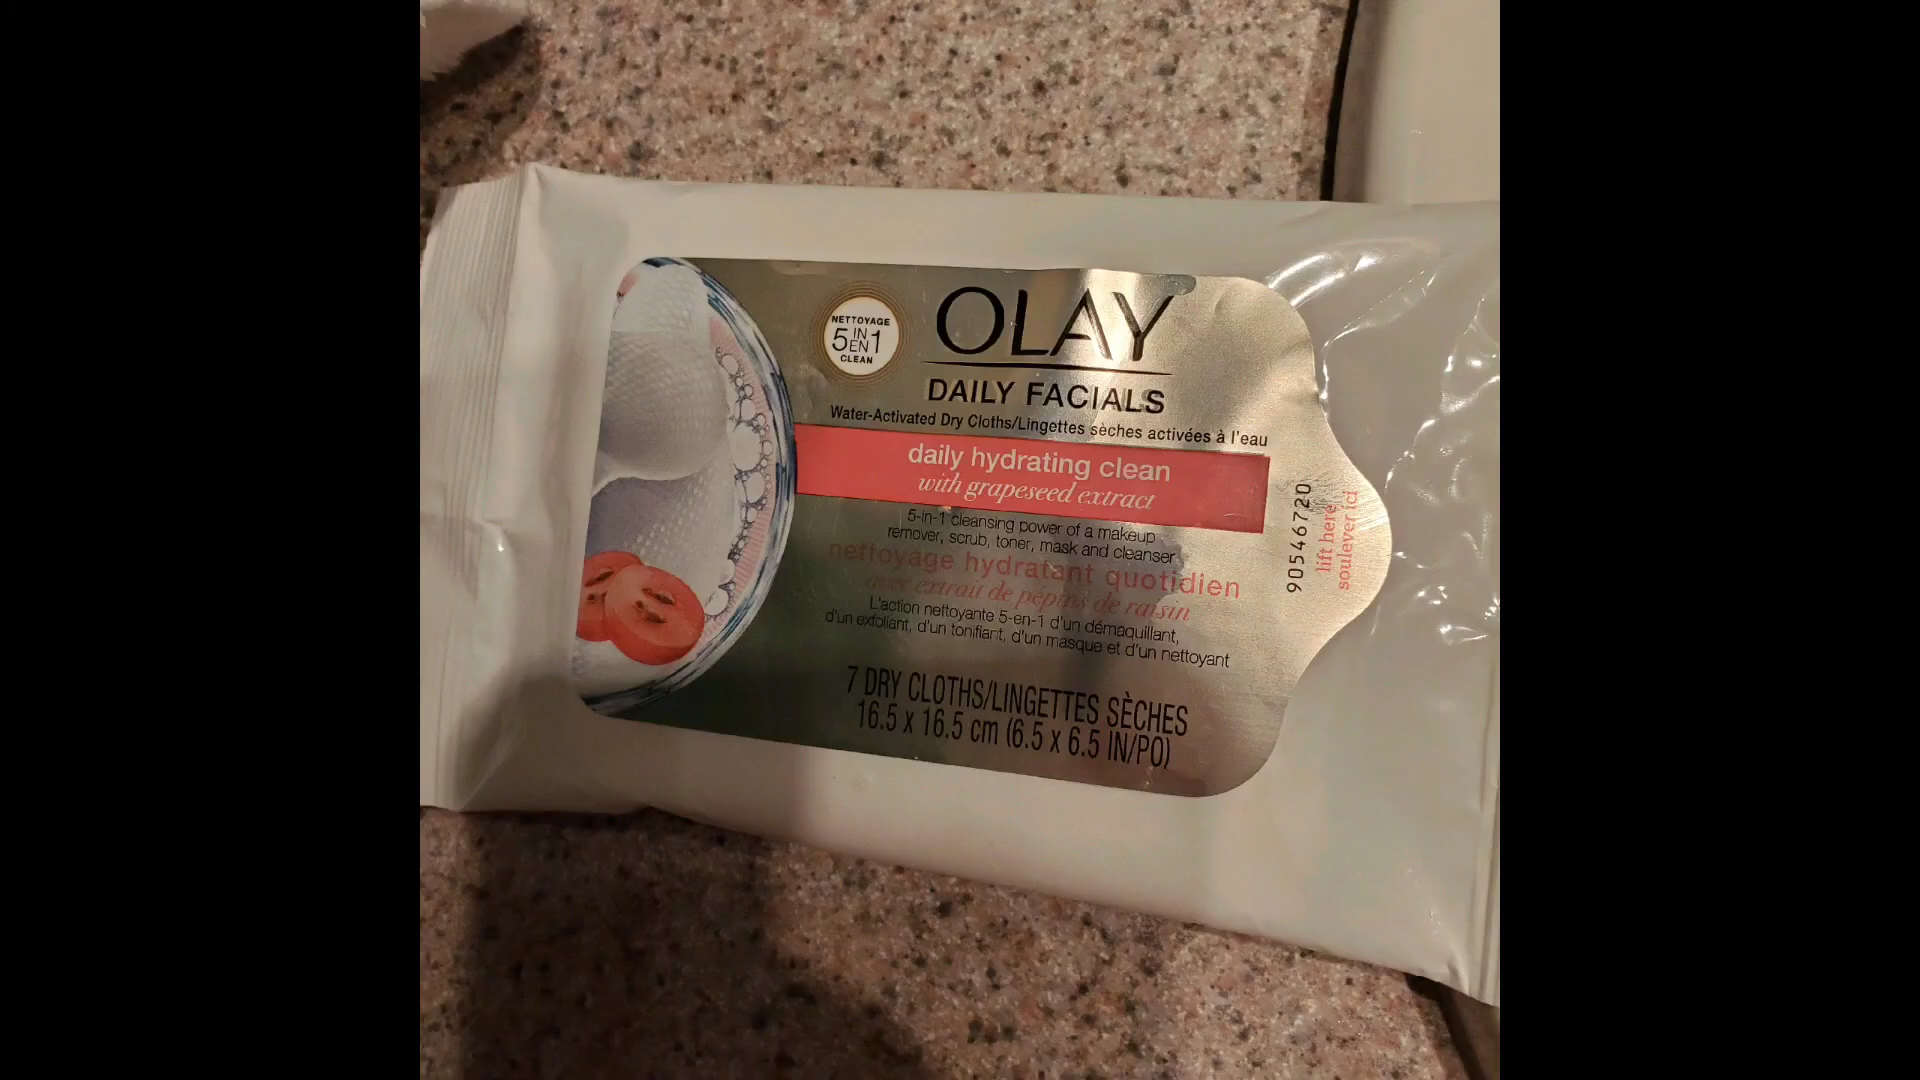 NETTOYAGE
5 IN EN 1
CLEAN
OLAY
DAILY FACIALS
Water-Activated Dry Cloths/Lingettes sèches activées à l'eau
daily hydrating clean
with grapeseed extract
5-in-1 cleansing power of a makeup
remover, scrub, toner, mask and cleanser
nettoyage hydratant quotidien
avec extrait de pépins de raisin
L'action nettoyante 5-en-1 d'un démaquillant,
d'un exfoliant, d'un tonifiant, d'un masque et d'un nettoyant
7 DRY CLOTHS/LINGETTES SÈCHES
16.5 x 16.5 cm (6.5 x 6.5 IN/PO)
90546720
lift here
soulever ici